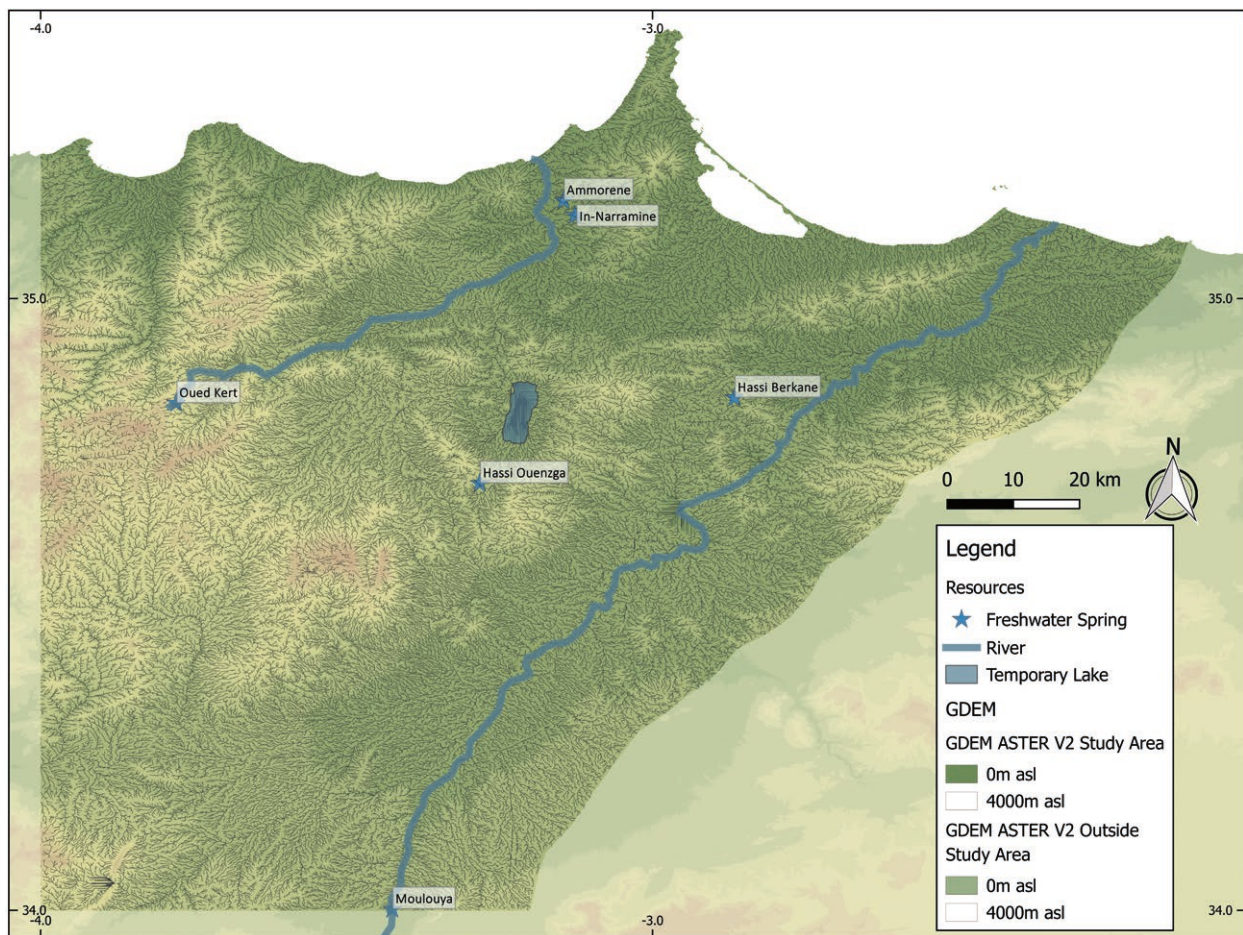 -4.0
-3.0
Ammorene
In-Narramine
35.0
35.0
Oued Kert
Hassi Berkane
Hassi Ouenzga
N
0 10 20 km
Legend
Resources
Freshwater Spring
River
Temporary Lake
GDEM
GDEM ASTER V2 Study Area
0m asl
4000m asl
GDEM ASTER V2 Outside
Study Area
0m asl
4000m asl
Moulouya
34.0
34.0
-4.0
-3.0